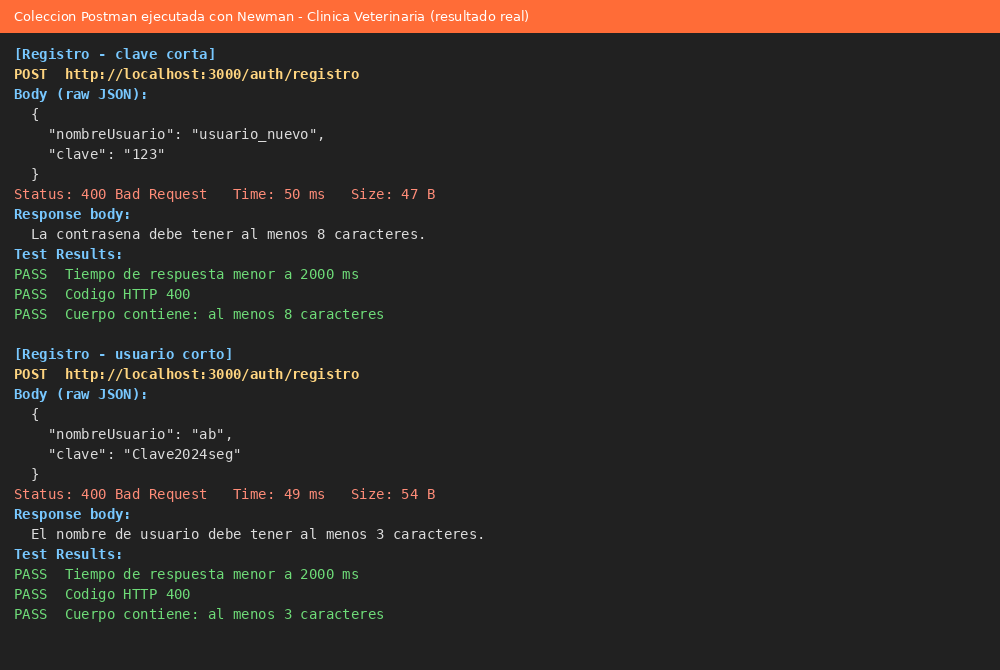 Coleccion Postman ejecutada con Newman - Clinica Veterinaria (resultado real)
[Registro - clave corta]
POST  http://localhost:3000/auth/registro
Body (raw JSON):
  {
    "nombreUsuario": "usuario_nuevo",
    "clave": "123"
  }
Status: 400 Bad Request   Time: 50 ms   Size: 47 B
Response body:
  La contrasena debe tener al menos 8 caracteres.
Test Results:
PASS  Tiempo de respuesta menor a 2000 ms
PASS  Codigo HTTP 400
PASS  Cuerpo contiene: al menos 8 caracteres
[Registro - usuario corto]
POST  http://localhost:3000/auth/registro
Body (raw JSON):
  {
    "nombreUsuario": "ab",
    "clave": "Clave2024seg"
  }
Status: 400 Bad Request   Time: 49 ms   Size: 54 B
Response body:
  El nombre de usuario debe tener al menos 3 caracteres.
Test Results:
PASS  Tiempo de respuesta menor a 2000 ms
PASS  Codigo HTTP 400
PASS  Cuerpo contiene: al menos 3 caracteres